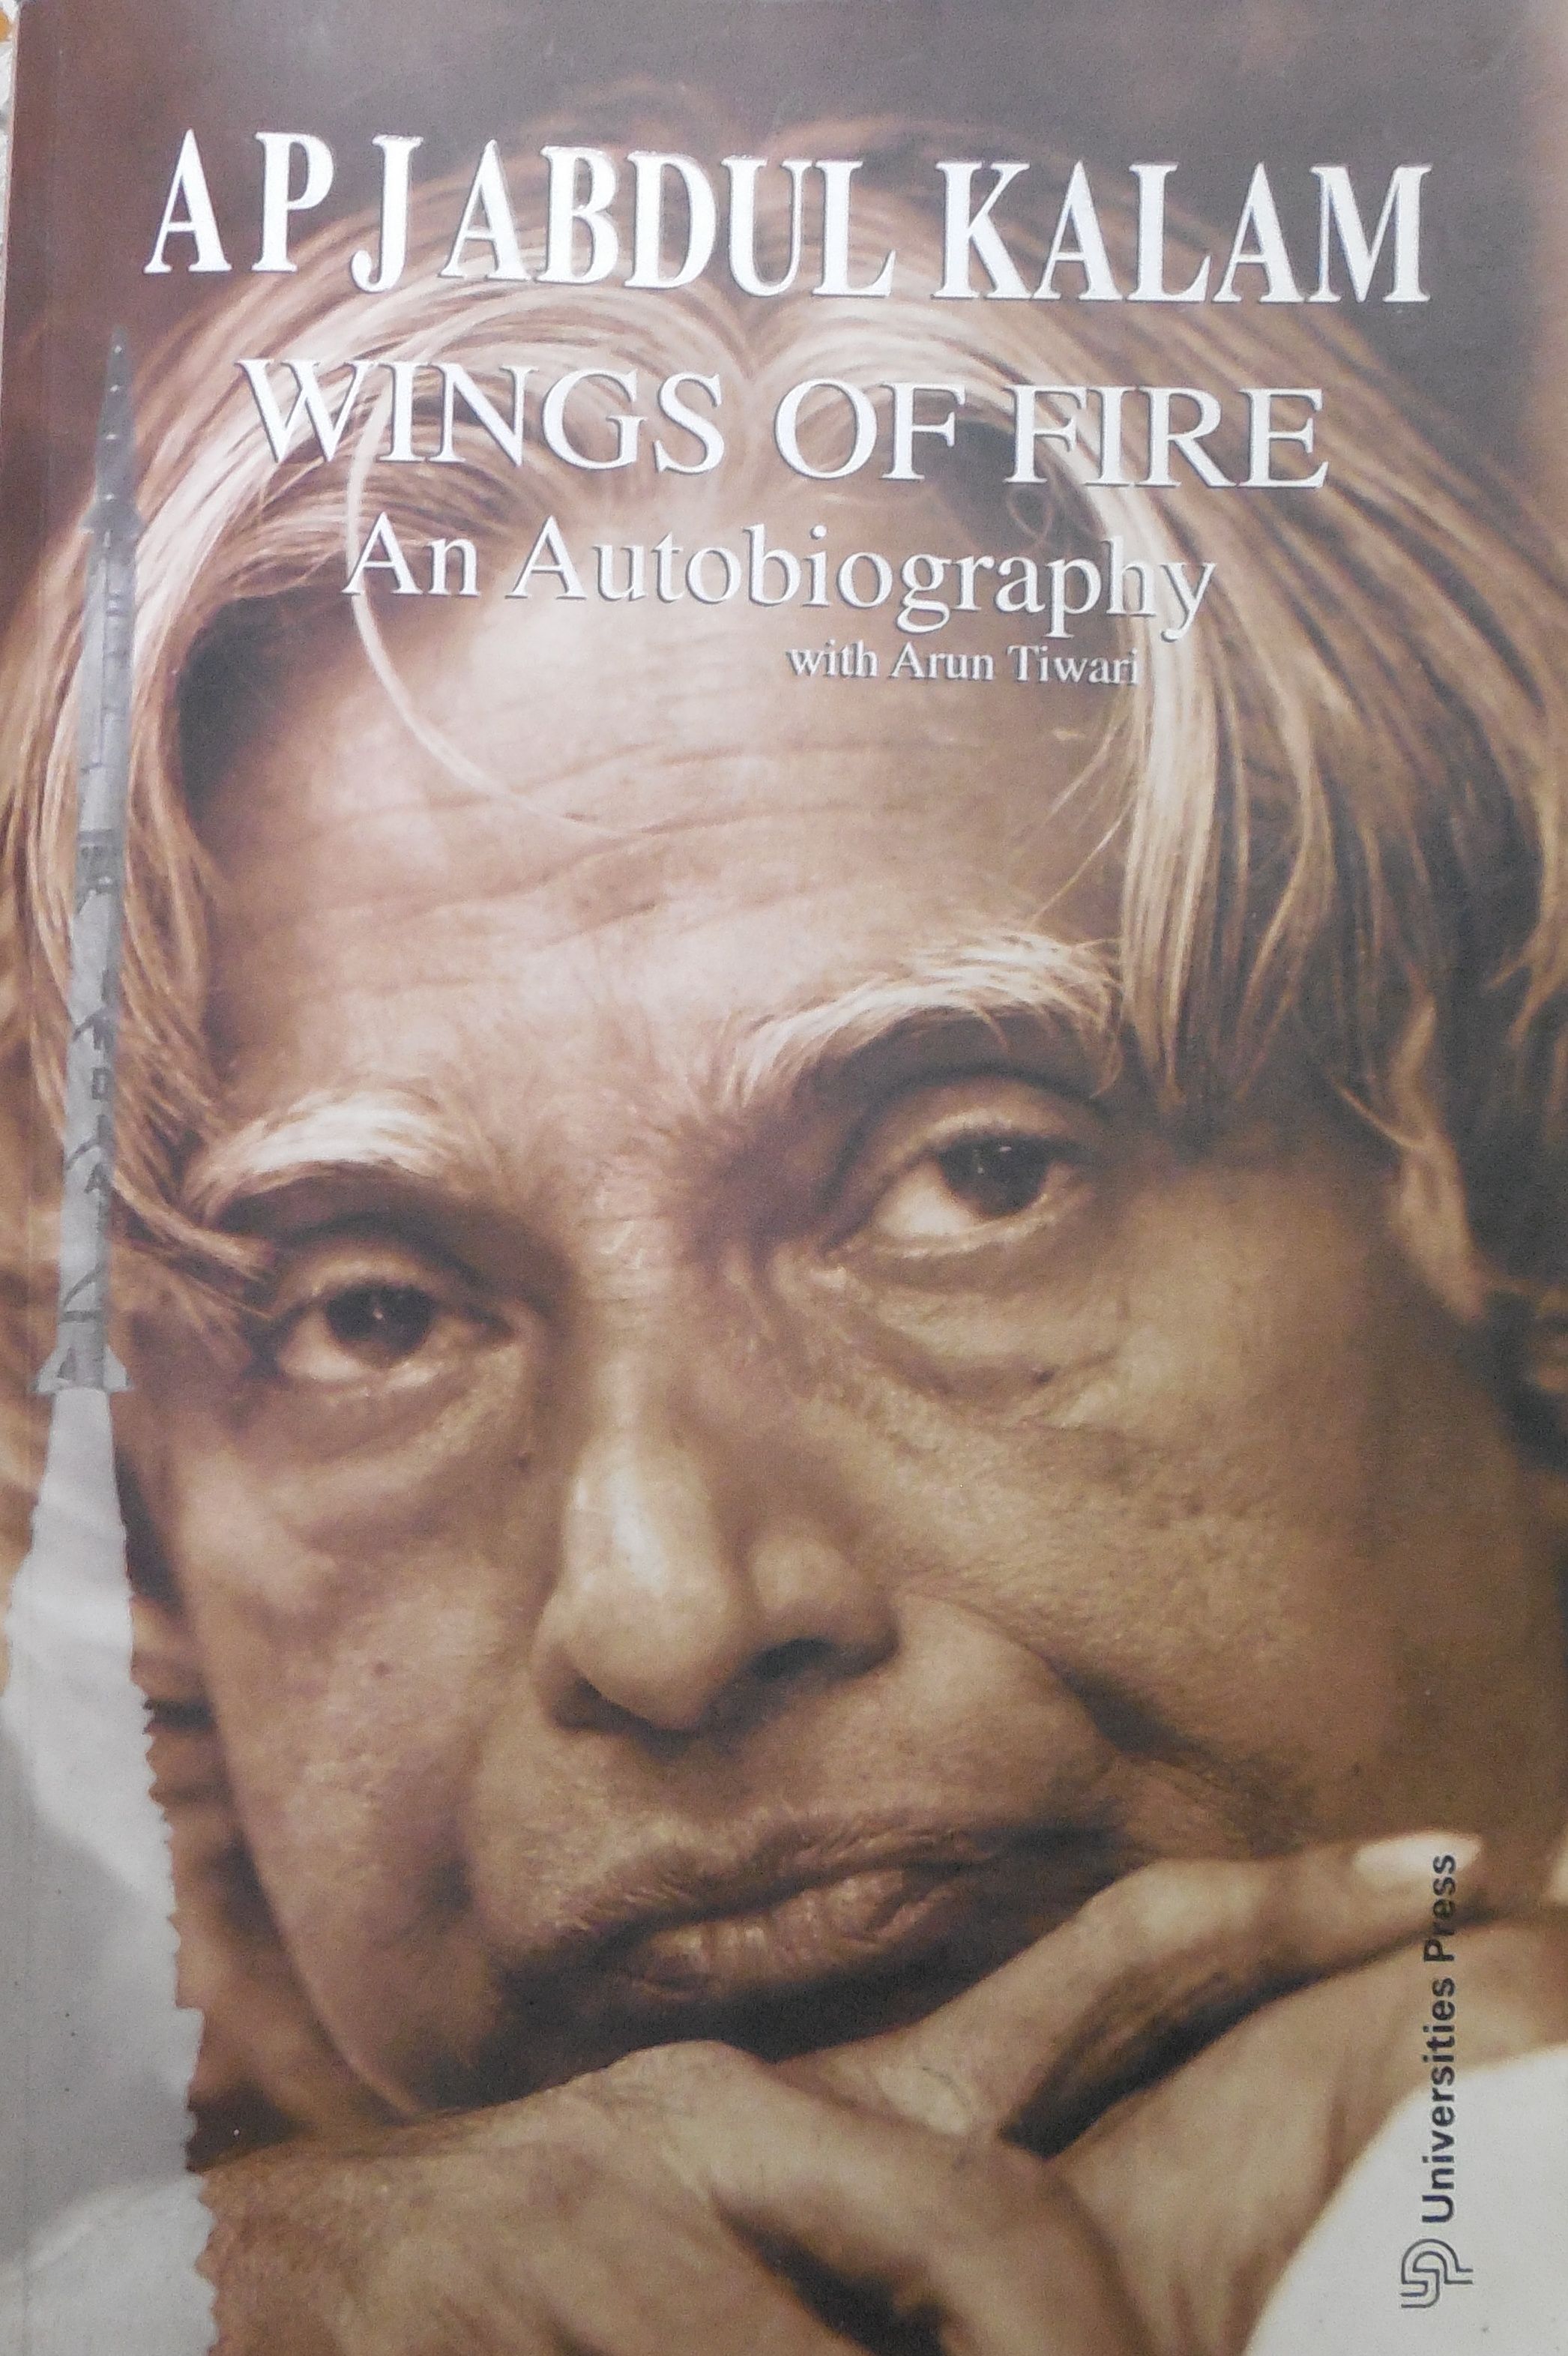 A P J ABDUL KALAM
WINGS OF FIRE
An Autobiography
with Arun Tiwari
Universities Press